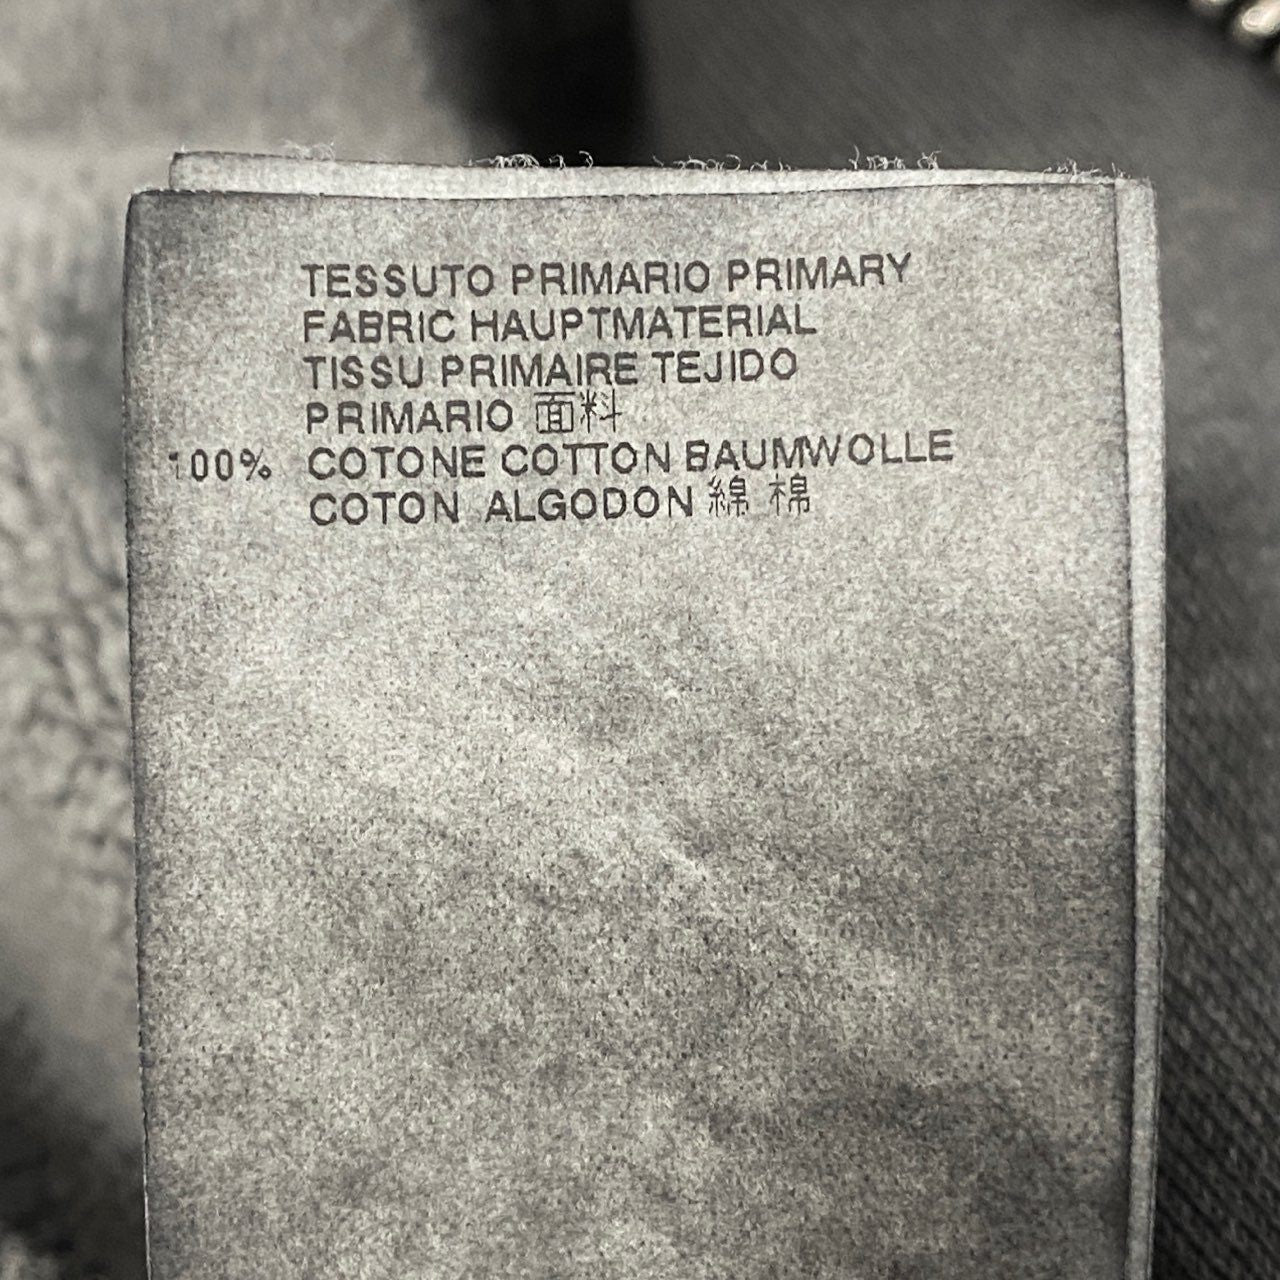 TESSUTO PRIMARIO PRIMARY
FABRIC HAUPTMATERIAL
TISSU PRIMAIRE TEJIDO
PRIMARIO 面料
100% COTONE COTTON BAUMWOLLE
COTON ALGODON 綿 棉